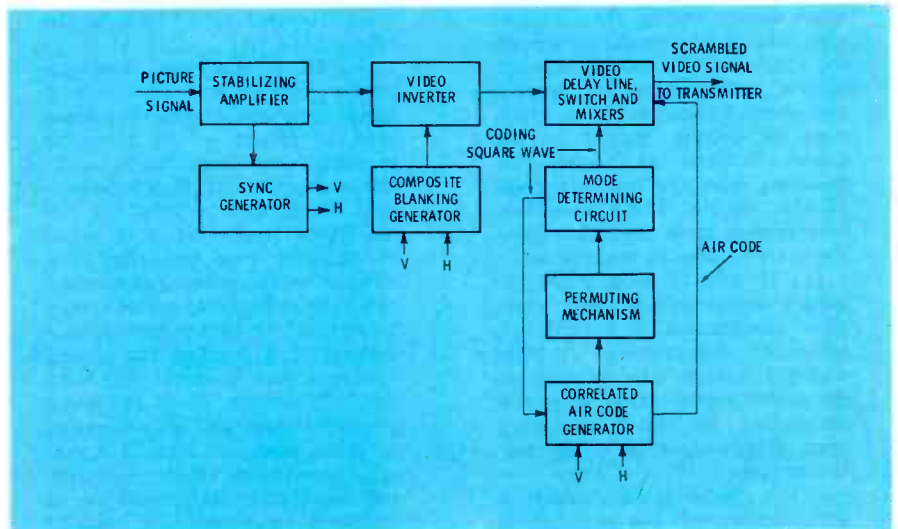 PICTURE
SIGNAL
STABILIZING
AMPLIFIER
VIDEO
INVERTER
VIDEO
DELAY LINE,
SWITCH AND
MIXERS
SCRAMBLED
VIDEO SIGNAL
TO TRANSMITTER
CODING
SQUARE WAVE
SYNC
GENERATOR
V
H
COMPOSITE
BLANKING
GENERATOR
V H
MODE
DETERMINING
CIRCUIT
AIR CODE
PERMUTING
MECHANISM
CORRELATED
AIR CODE
GENERATOR
V H